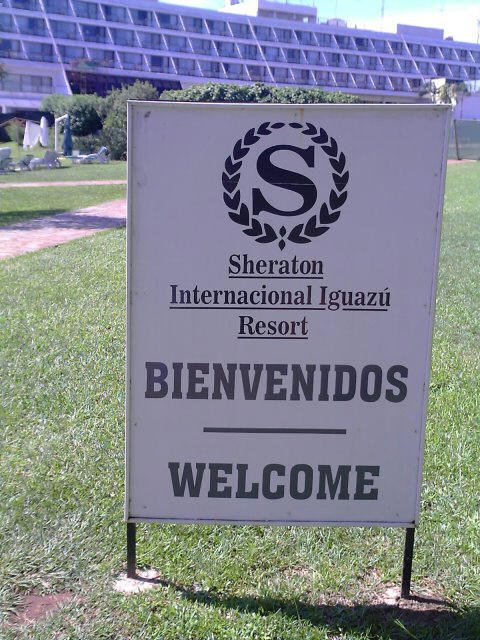 S
Sheraton
Internacional Iguazú
Resort
BIENVENIDOS
WELCOME